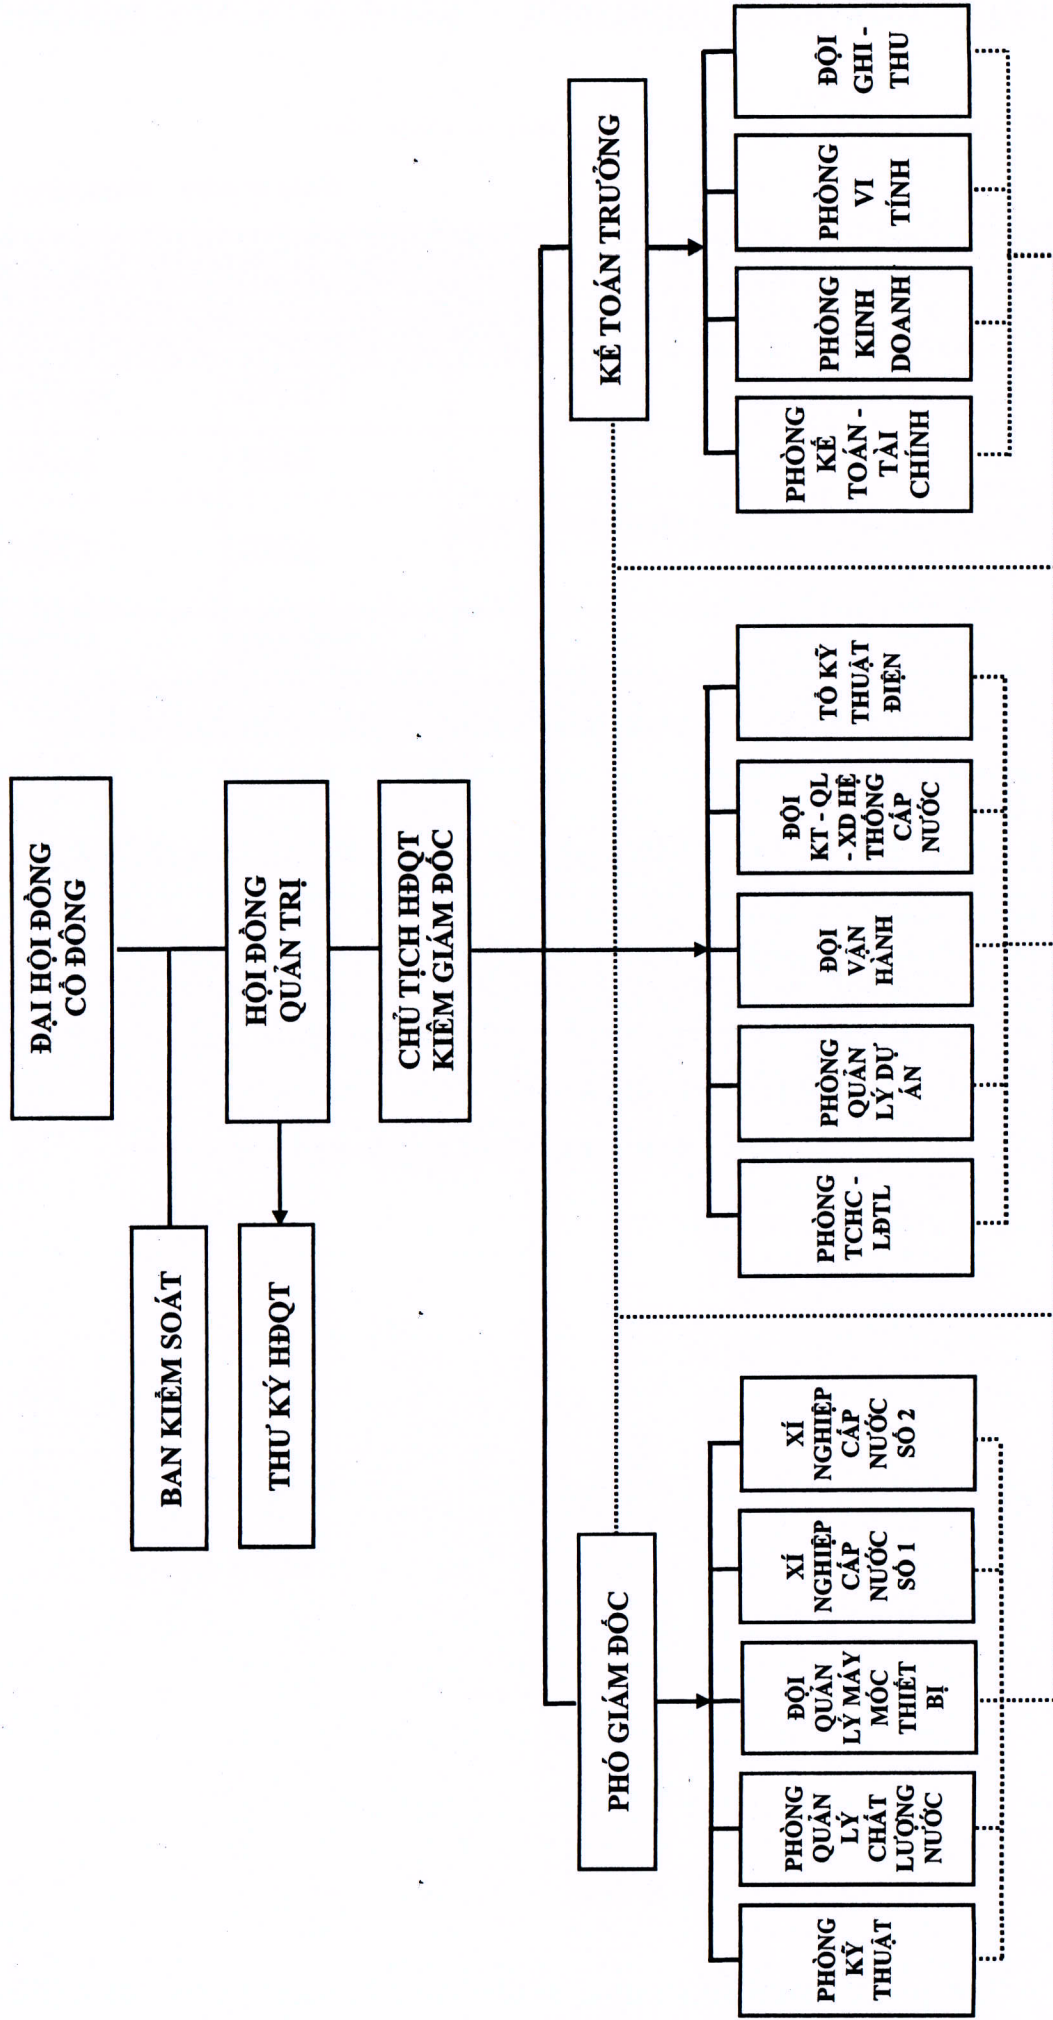 ĐẠI HỘI ĐỒNG
CỔ ĐÔNG
BAN KIỂM SOÁT
HỘI ĐỒNG
QUẢN TRỊ
THƯ KÝ HĐQT
CHỦ TỊCH HĐQT
KIÊM GIÁM ĐỐC
PHÓ GIÁM ĐỐC
KẾ TOÁN TRƯỞNG
PHÒNG
KỸ
THUẬT
PHÒNG
QUẢN
LÝ
CHẤT
LƯỢNG
NƯỚC
ĐỘI
QUẢN
LÝ MÁY
MÓC
THIẾT
BỊ
XÍ
NGHIỆP
CẤP
NƯỚC
SỐ 1
XÍ
NGHIỆP
CẤP
NƯỚC
SỐ 2
PHÒNG
TCHC -
LĐTL
PHÒNG
QUẢN
LÝ DỰ
ÁN
ĐỘI
VẬN
HÀNH
ĐỘI
KT - QL
- XD HỆ
THỐNG
CẤP
NƯỚC
TỔ KỸ
THUẬT
ĐIỆN
PHÒNG
KẾ
TOÁN -
TÀI
CHÍNH
PHÒNG
KINH
DOANH
PHÒNG
VI
TÍNH
ĐỘI
GHI -
THU